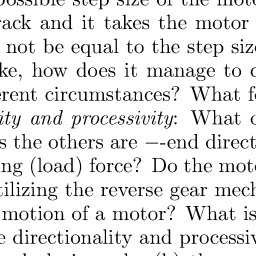 possible step size of the moto
rack and it takes the motor
not be equal to the step size
ke, how does it manage to o
erent circumstances? What f
ity and processivity: What c
s the others are −-end direct
ng (load) force? Do the mot
tilizing the reverse gear mech
motion of a motor? What is
e directionality and processiv